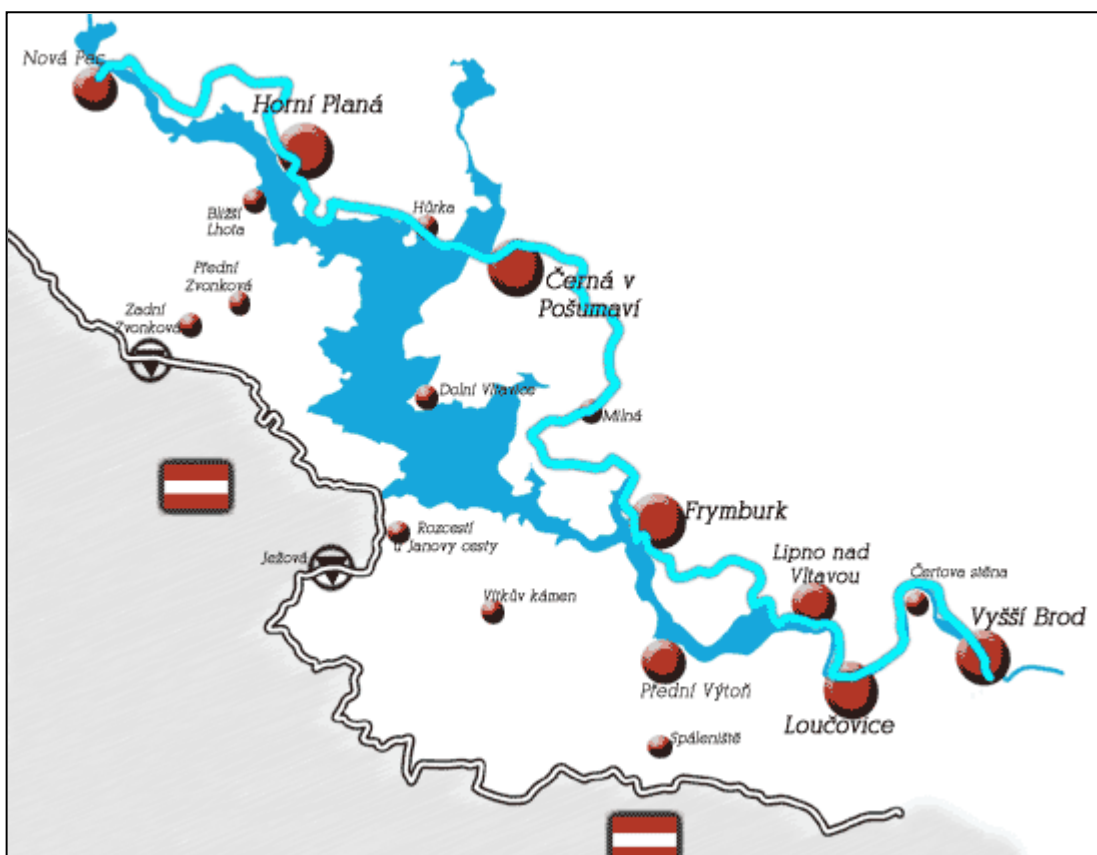 Nová Pec
Horní Planá
Hůrka
Bližší
Lhota
Černá v
Pošumaví
Přední
Zvonková
Zadní
Zvonková
Dolní Vltavice
Milná
Frymburk
Rozcestí
u Janovy cesty
Ježová
Lipno nad
Vltavou
Čertova stěna
Vítkův kámen
Vyšší Brod
Přední Výtoň
Loučovice
Spáleniště